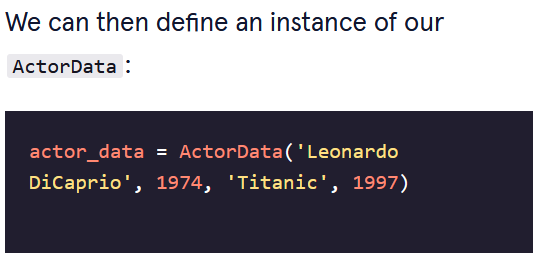 We can then define an instance of our
ActorData:
actor_data = ActorData('Leonardo
DiCaprio', 1974, 'Titanic', 1997)